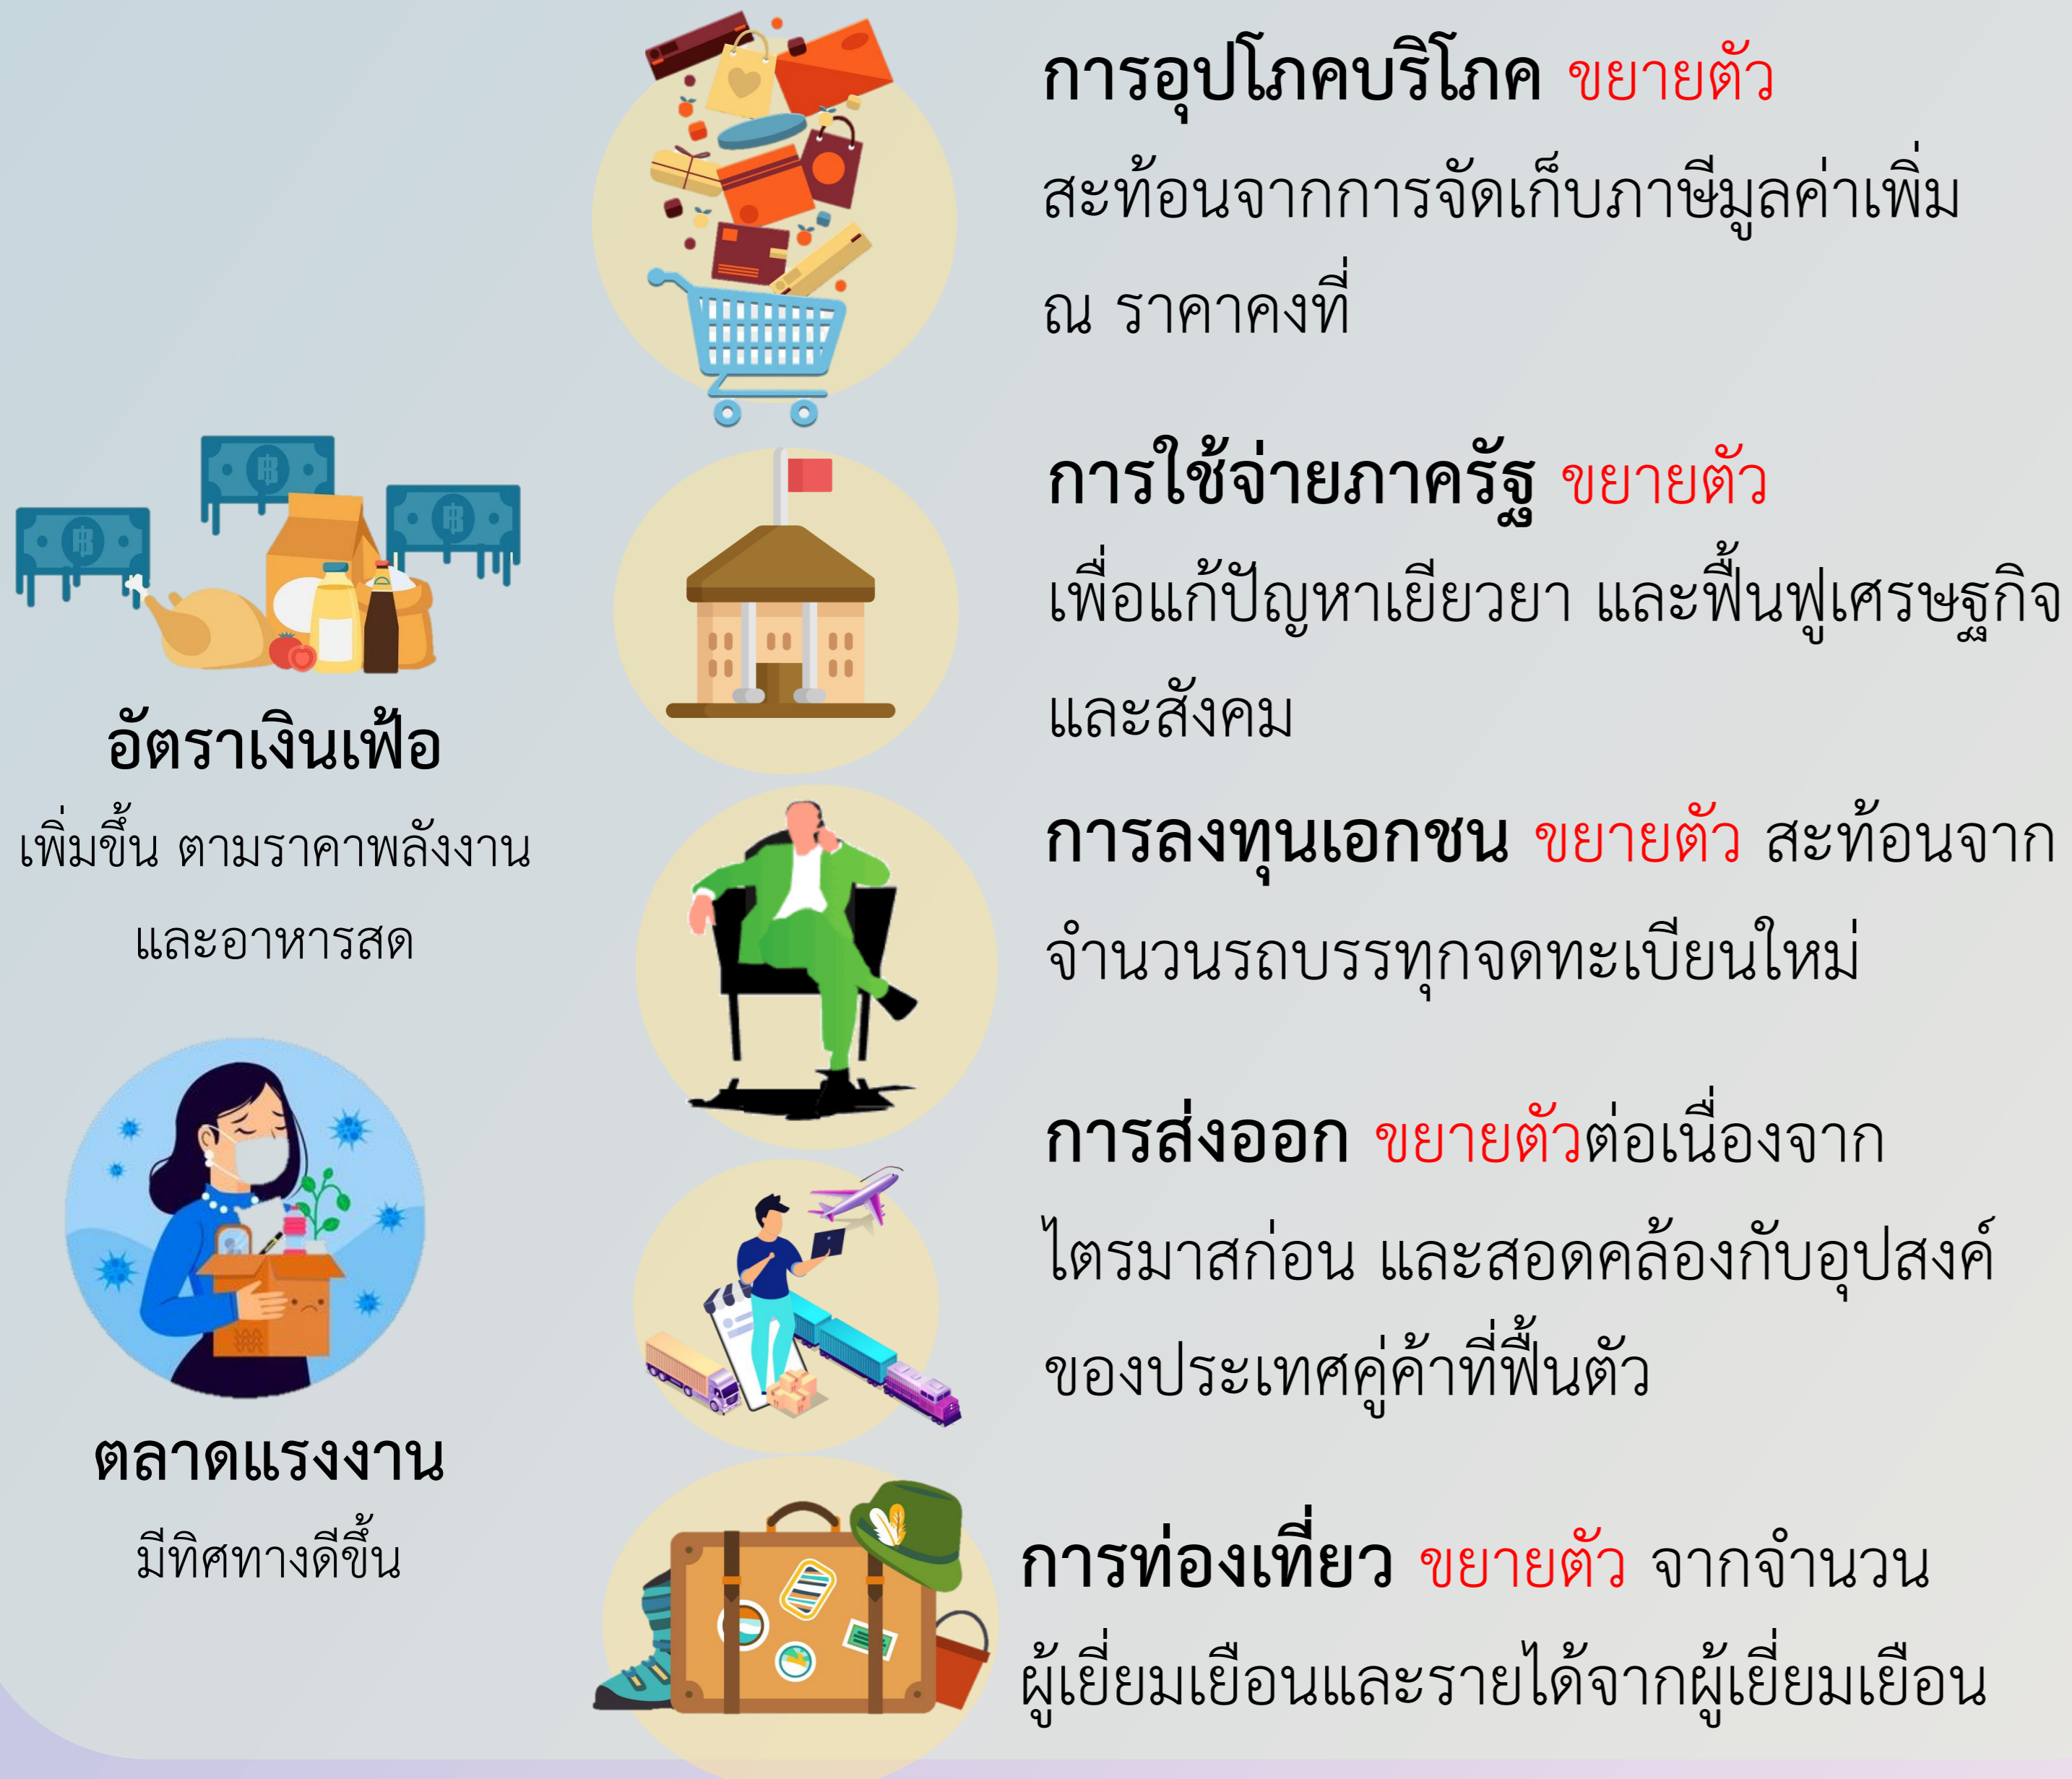 การอุปโภคบริโภค ขยายตัว
สะท้อนจากการจัดเก็บภาษีมูลค่าเพิ่ม
ณ ราคาคงที่
การใช้จ่ายภาครัฐ ขยายตัว
เพื่อแก้ปัญหาเยียวยา และฟื้นฟูเศรษฐกิจ
และสังคม
อัตราเงินเฟ้อ
เพิ่มขึ้น ตามราคาพลังงาน
และอาหารสด
การลงทุนเอกชน ขยายตัว สะท้อนจาก
จำนวนรถบรรทุกจดทะเบียนใหม่
การส่งออก ขยายตัวต่อเนื่องจาก
ไตรมาสก่อน และสอดคล้องกับอุปสงค์
ของประเทศคู่ค้าที่ฟื้นตัว
ตลาดแรงงาน
มีทิศทางดีขึ้น
การท่องเที่ยว ขยายตัว จากจำนวน
ผู้เยี่ยมเยือนและรายได้จากผู้เยี่ยมเยือน